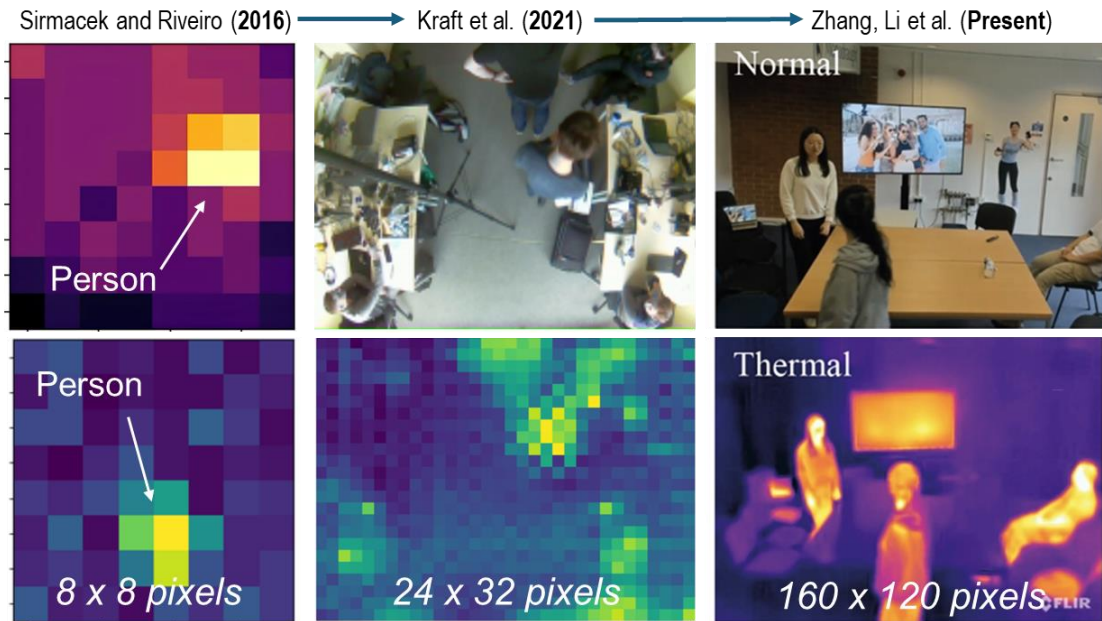 Sirmacek and Riveiro (2016)
Kraft et al. (2021)
Zhang, Li et al. (Present)
Person
Normal
Person
8 x 8 pixels
24 x 32 pixels
Thermal
160 x 120 pixels
FLIR